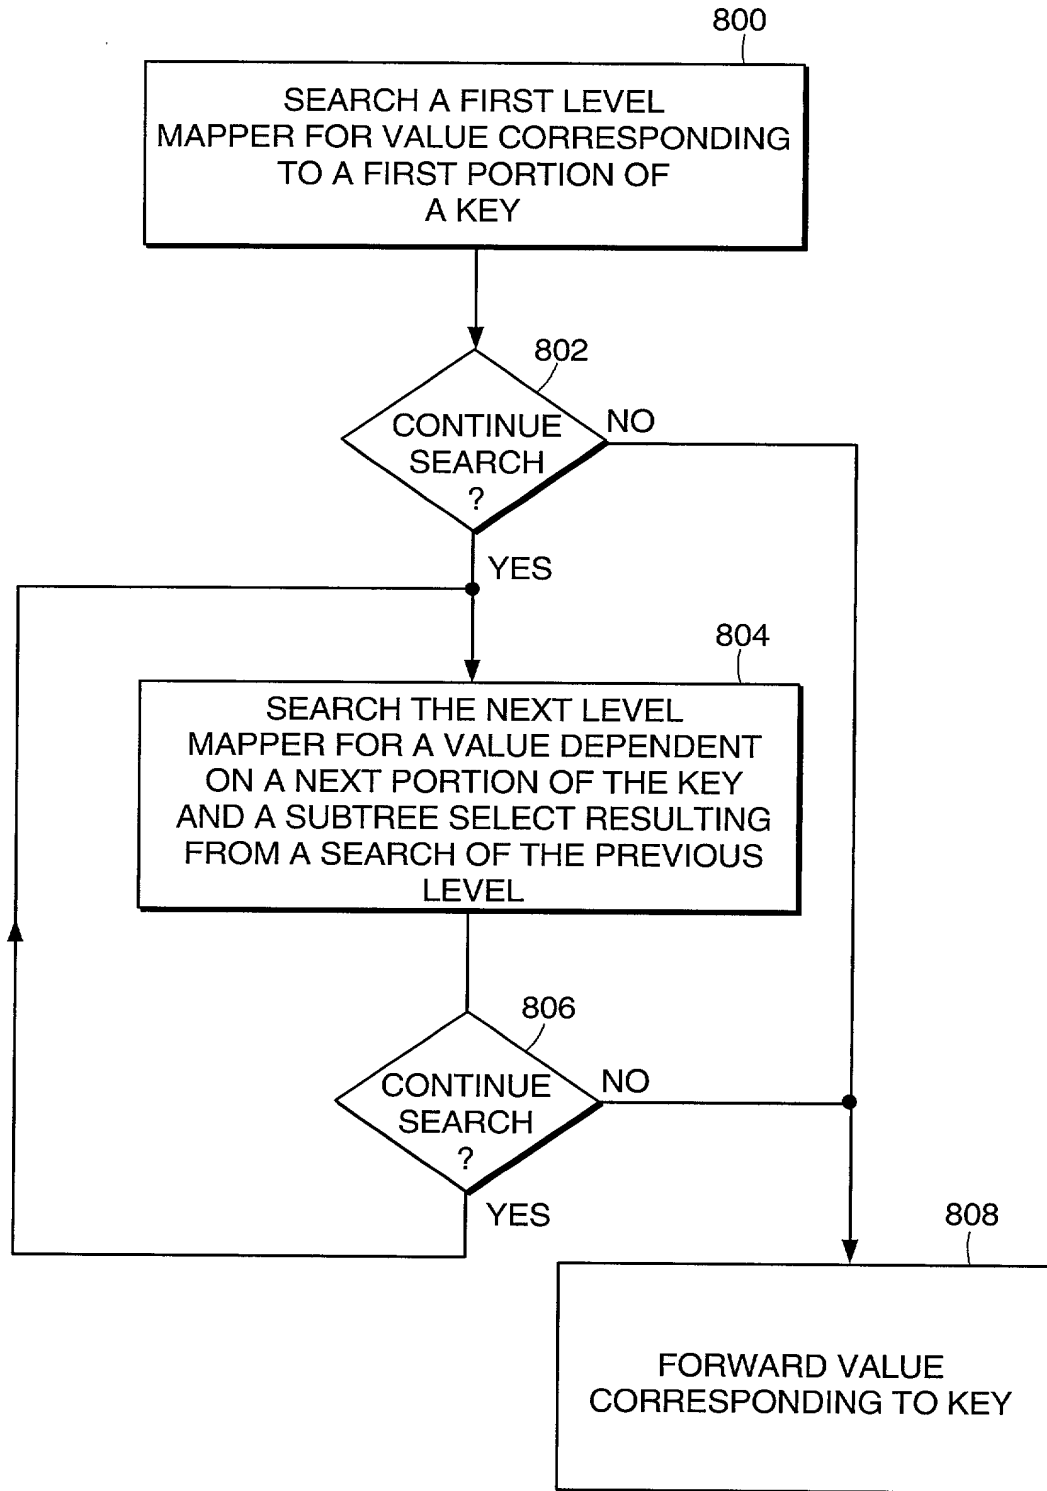 800
SEARCH A FIRST LEVEL
MAPPER FOR VALUE CORRESPONDING
TO A FIRST PORTION OF
A KEY
802
CONTINUE
SEARCH
?
NO
YES
804
SEARCH THE NEXT LEVEL
MAPPER FOR A VALUE DEPENDENT
ON A NEXT PORTION OF THE KEY
AND A SUBTREE SELECT RESULTING
FROM A SEARCH OF THE PREVIOUS
LEVEL
806
CONTINUE
SEARCH
?
NO
YES
808
FORWARD VALUE
CORRESPONDING TO KEY